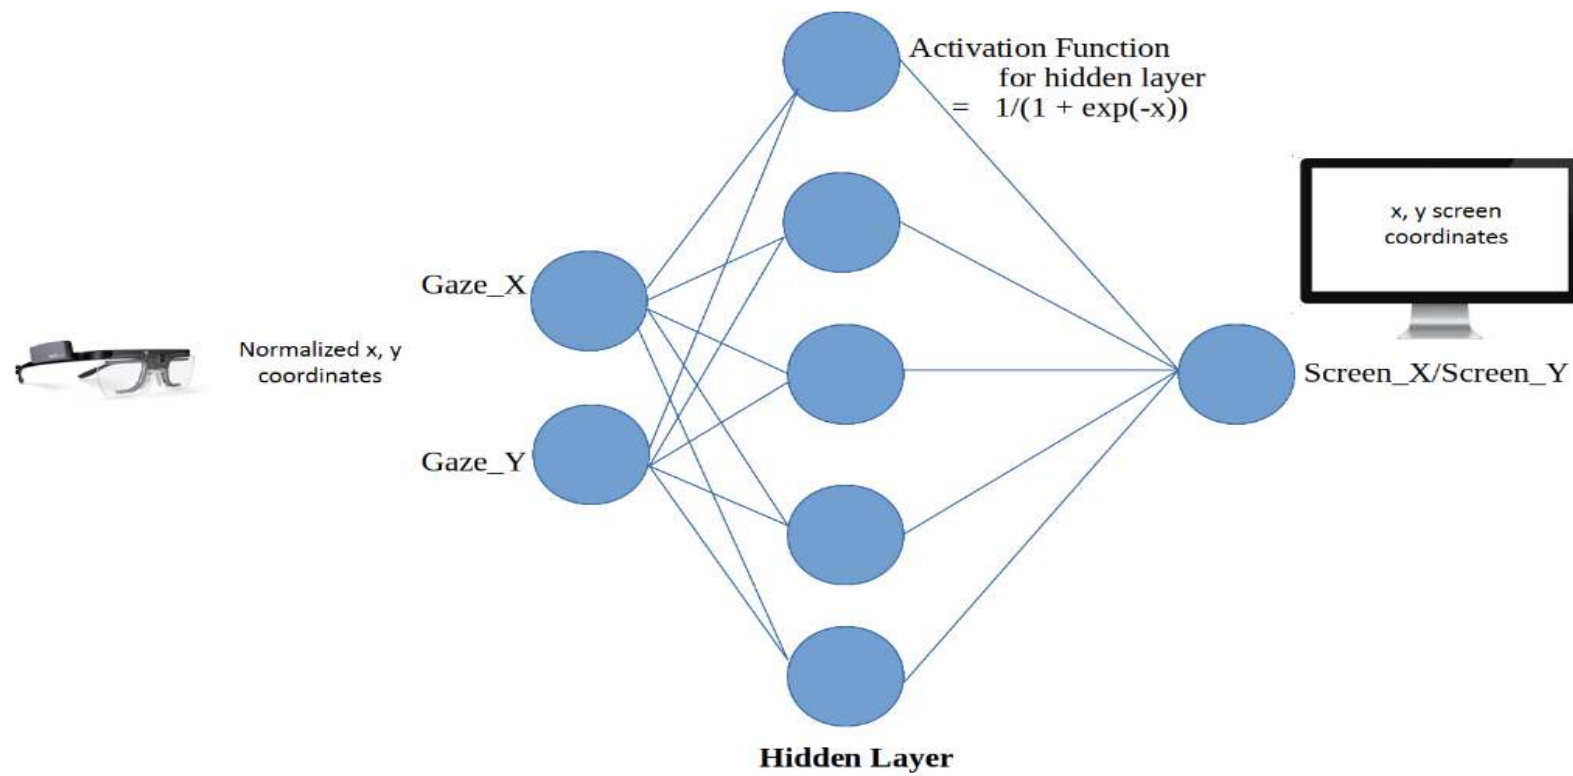 Activation Function
for hidden layer
= 1/(1 + exp(-x))
x, y screen
coordinates
Gaze_X
Normalized x, y
coordinates
Screen_X/Screen_Y
Gaze_Y
Hidden Layer